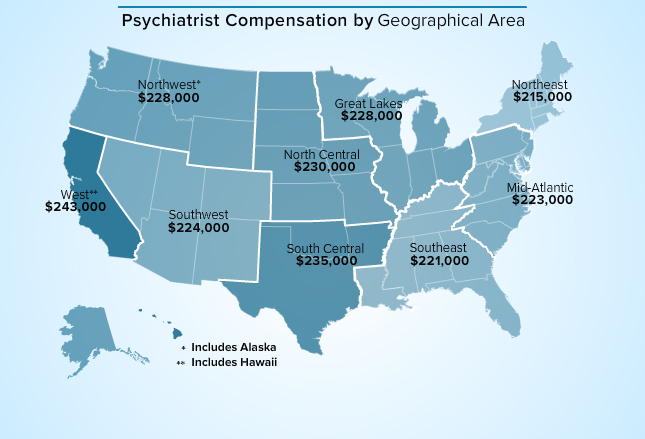 Psychiatrist Compensation by Geographical Area
Northwest*
$228,000
Great Lakes
$228,000
Northeast
$215,000
North Central
$230,000
West**
$243,000
Southwest
$224,000
Mid-Atlantic
$223,000
South Central
$235,000
Southeast
$221,000
* Includes Alaska
** Includes Hawaii